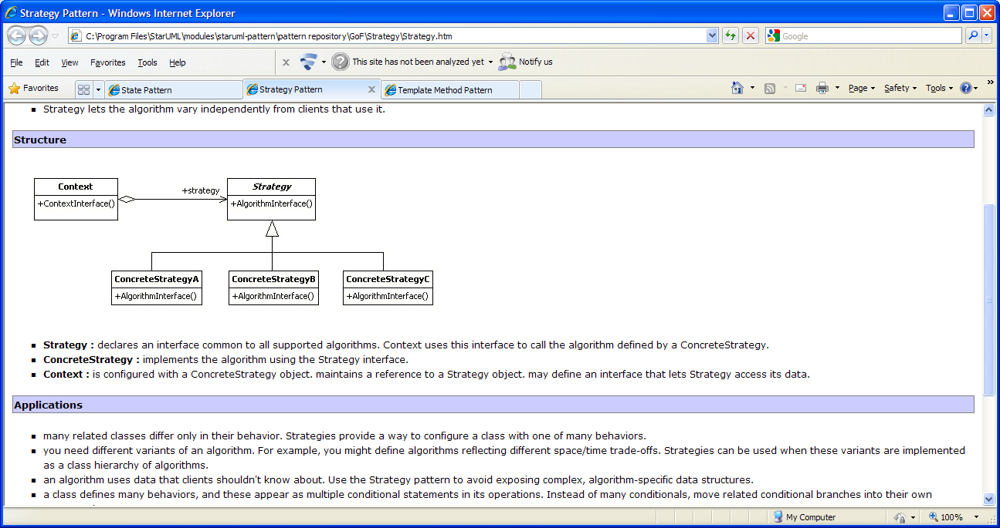 Strategy Pattern - Windows Internet Explorer
C:\Program Files\StarUML\modules\staruml-pattern\pattern repository\GoF\Strategy\Strategy.htm
Google
File Edit View Favorites Tools Help
This site has not been analyzed yet
Notify us
Favorites
State Pattern
Strategy Pattern
Template Method Pattern
Page
Safety
Tools
Strategy lets the algorithm vary independently from clients that use it.
Structure
Context
+ContextInterface()
+strategy
Strategy
+AlgorithmInterface()
ConcreteStrategyA
+AlgorithmInterface()
ConcreteStrategyB
+AlgorithmInterface()
ConcreteStrategyC
+AlgorithmInterface()
Strategy : declares an interface common to all supported algorithms. Context uses this interface to call the algorithm defined by a ConcreteStrategy.
ConcreteStrategy : implements the algorithm using the Strategy interface.
Context : is configured with a ConcreteStrategy object. maintains a reference to a Strategy object. may define an interface that lets Strategy access its data.
Applications
many related classes differ only in their behavior. Strategies provide a way to configure a class with one of many behaviors.
you need different variants of an algorithm. For example, you might define algorithms reflecting different space/time trade-offs. Strategies can be used when these variants are implemented
as a class hierarchy of algorithms.
an algorithm uses data that clients shouldn't know about. Use the Strategy pattern to avoid exposing complex, algorithm-specific data structures.
a class defines many behaviors, and these appear as multiple conditional statements in its operations. Instead of many conditionals, move related conditional branches into their own
My Computer
100%